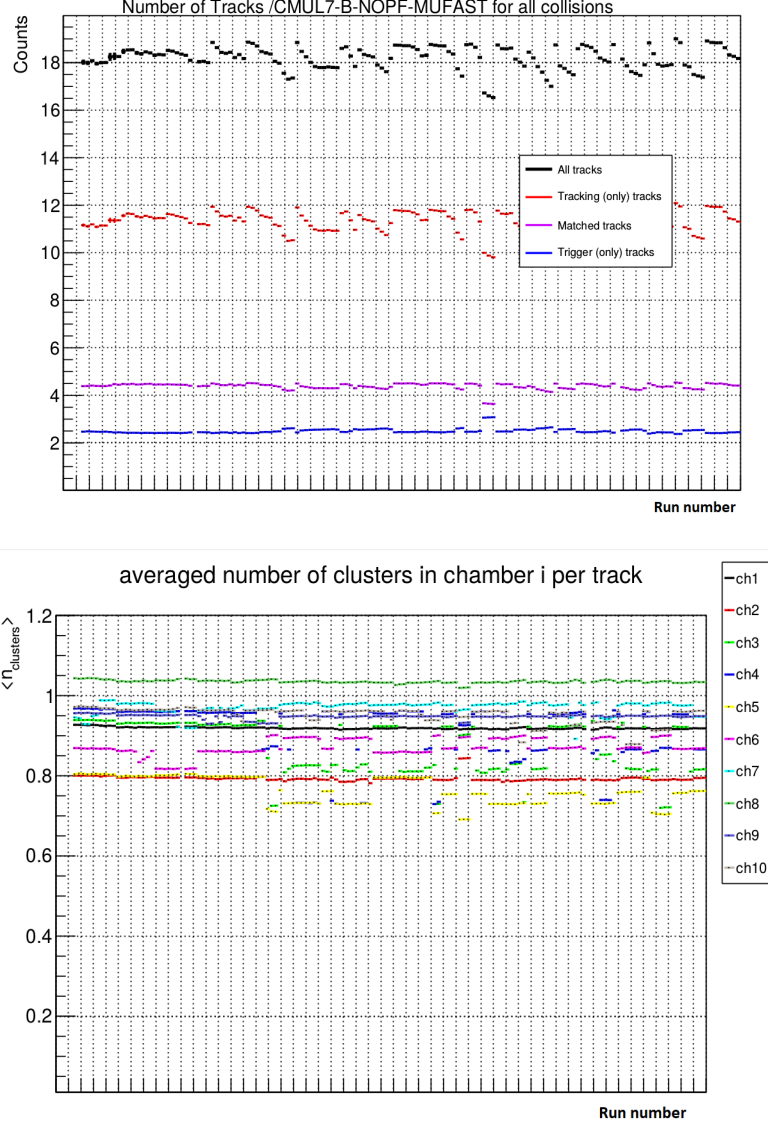 Number of Tracks /CMUL7-B-NOPF-MUFAST for all collisions
Counts
18
16
14
12
10
8
6
4
2
All tracks
Tracking (only) tracks
Matched tracks
Trigger (only) tracks
Run number
averaged number of clusters in chamber i per track
<n_clusters>
1.2
1
0.8
0.6
0.4
0.2
ch1
ch2
ch3
ch4
ch5
ch6
ch7
ch8
ch9
ch10
Run number